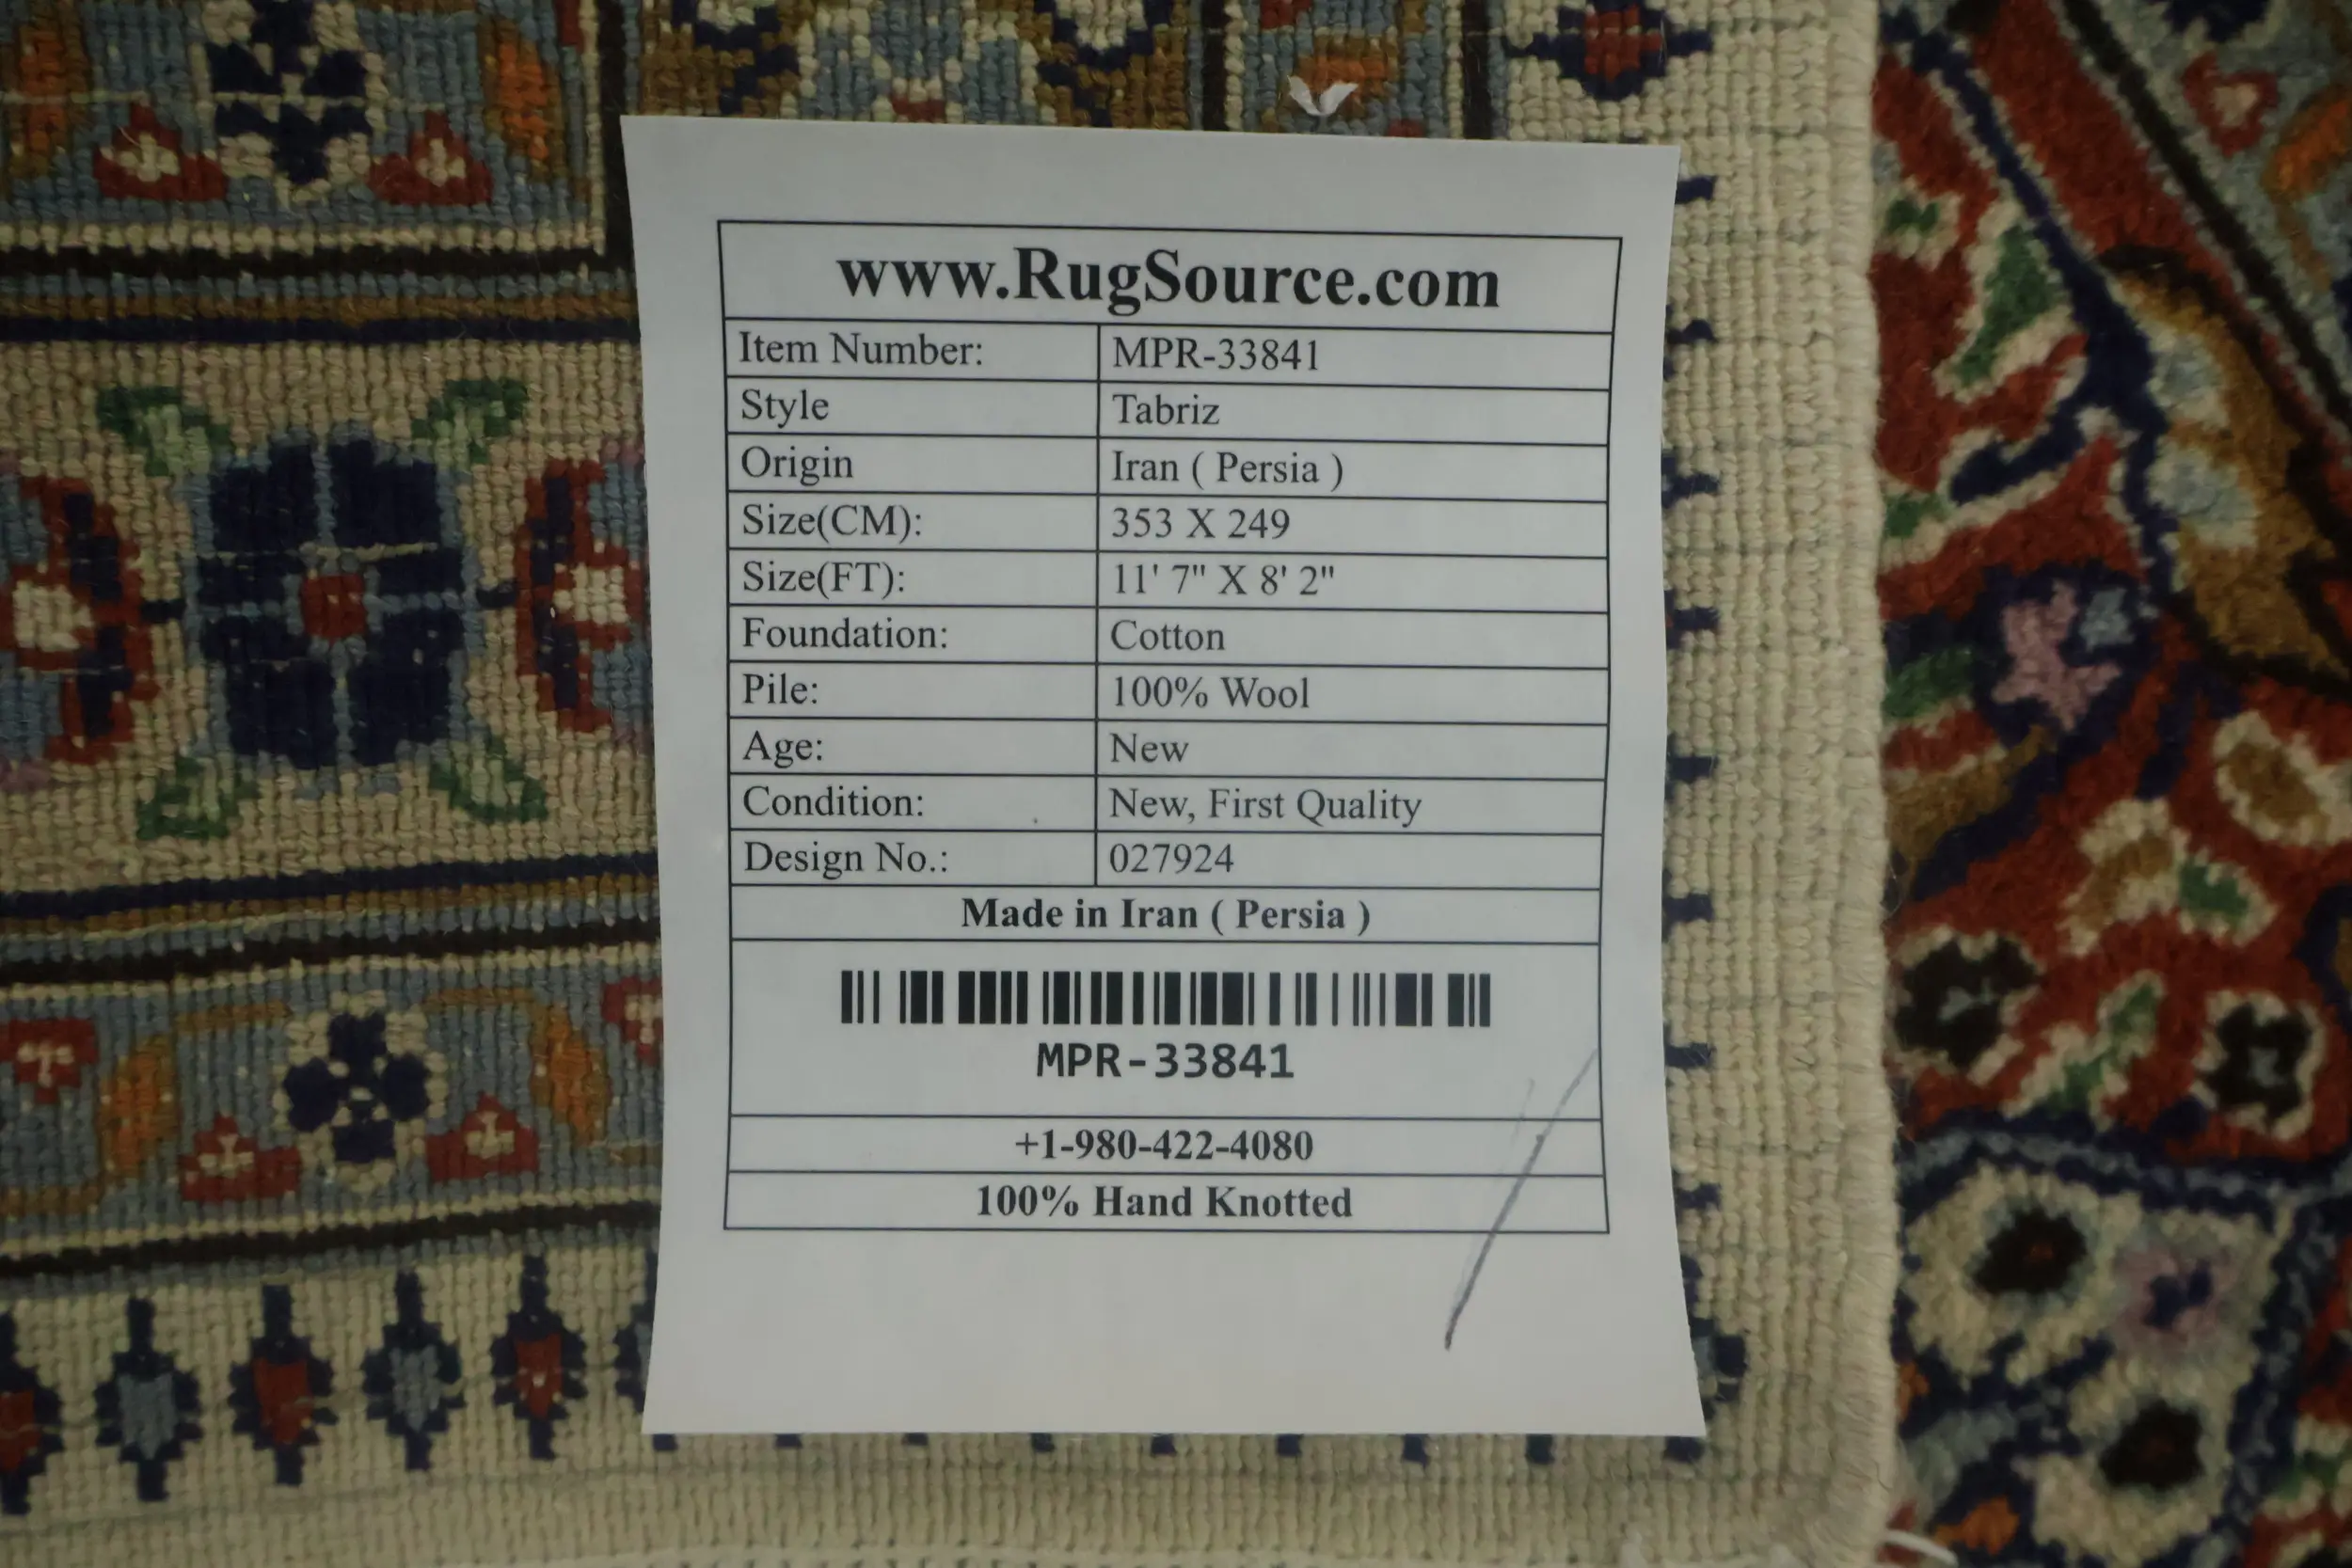 www.RugSource.com
Item Number: MPR-33841
Style Tabriz
Origin Iran ( Persia )
Size(CM): 353 X 249
Size(FT): 11' 7" X 8' 2"
Foundation: Cotton
Pile: 100% Wool
Age: New
Condition: New, First Quality
Design No.: 027924
Made in Iran ( Persia )
MPR-33841
+1-980-422-4080
100% Hand Knotted